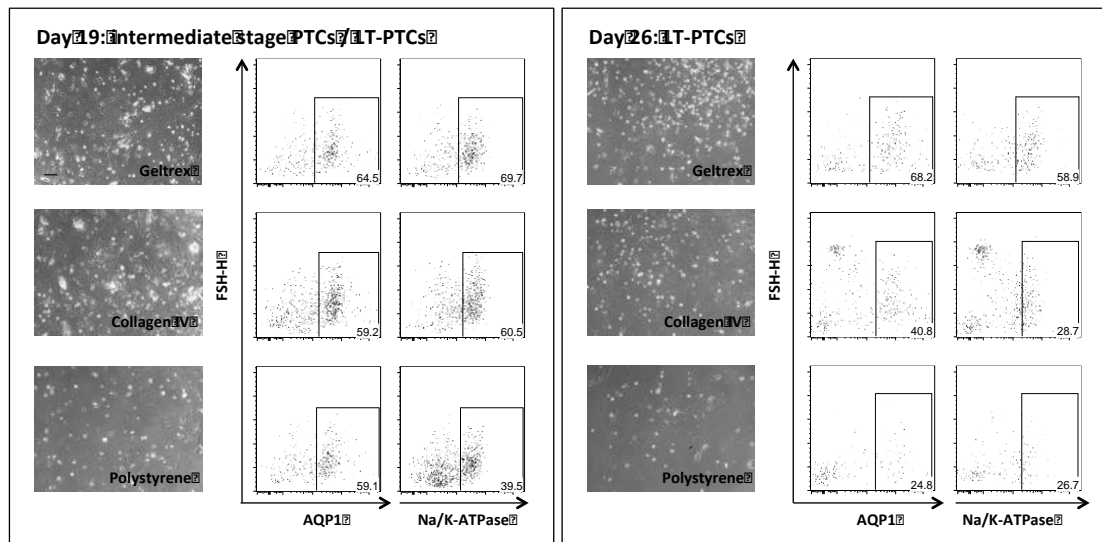 Day 19: intermediate stage PTCs / LT-PTCs
Geltrex
64.5
69.7
Collagen IV
59.2
60.5
Polystyrene
59.1
39.5
FSH-H
AQP1
Na/K-ATPase
Day 26: LT-PTCs
Geltrex
68.2
58.9
Collagen IV
40.8
28.7
Polystyrene
24.8
26.7
FSH-H
AQP1
Na/K-ATPase